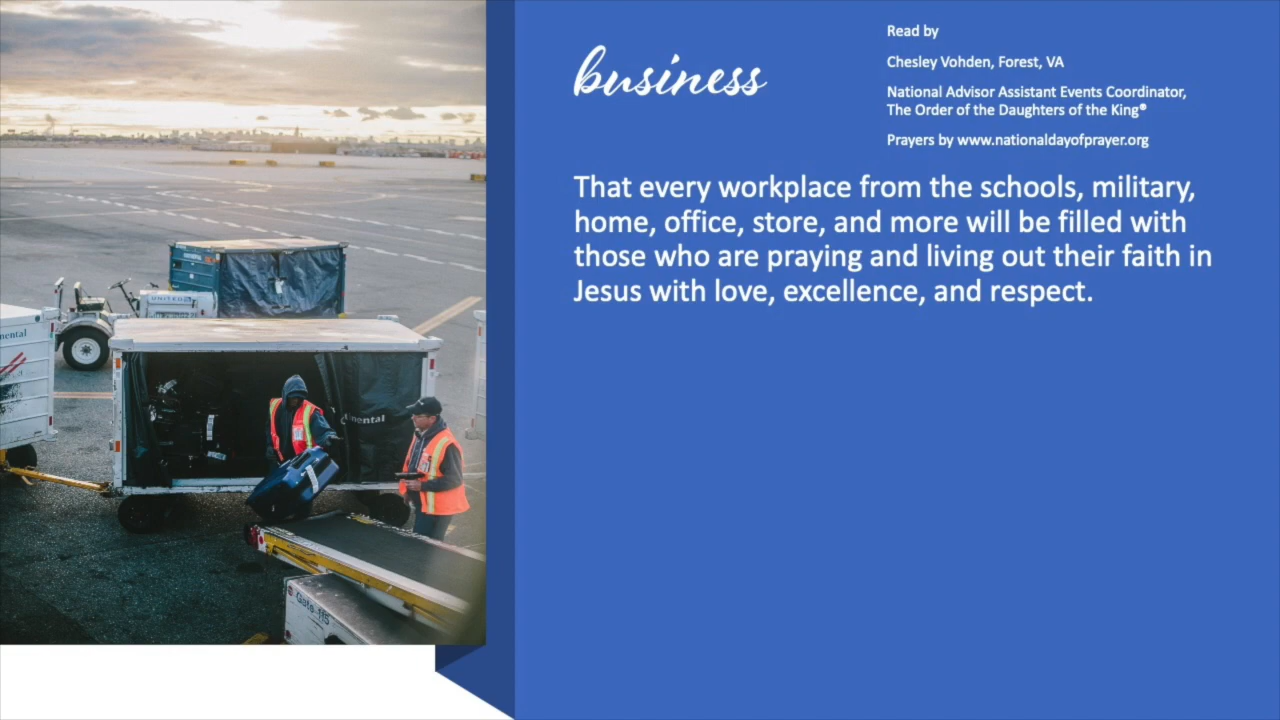 business
Read by
Chesley Vohden, Forest, VA
National Advisor Assistant Events Coordinator,
The Order of the Daughters of the King®
Prayers by www.nationaldayofprayer.org
That every workplace from the schools, military,
home, office, store, and more will be filled with
those who are praying and living out their faith in
Jesus with love, excellence, and respect.
UNITED
Gate 115